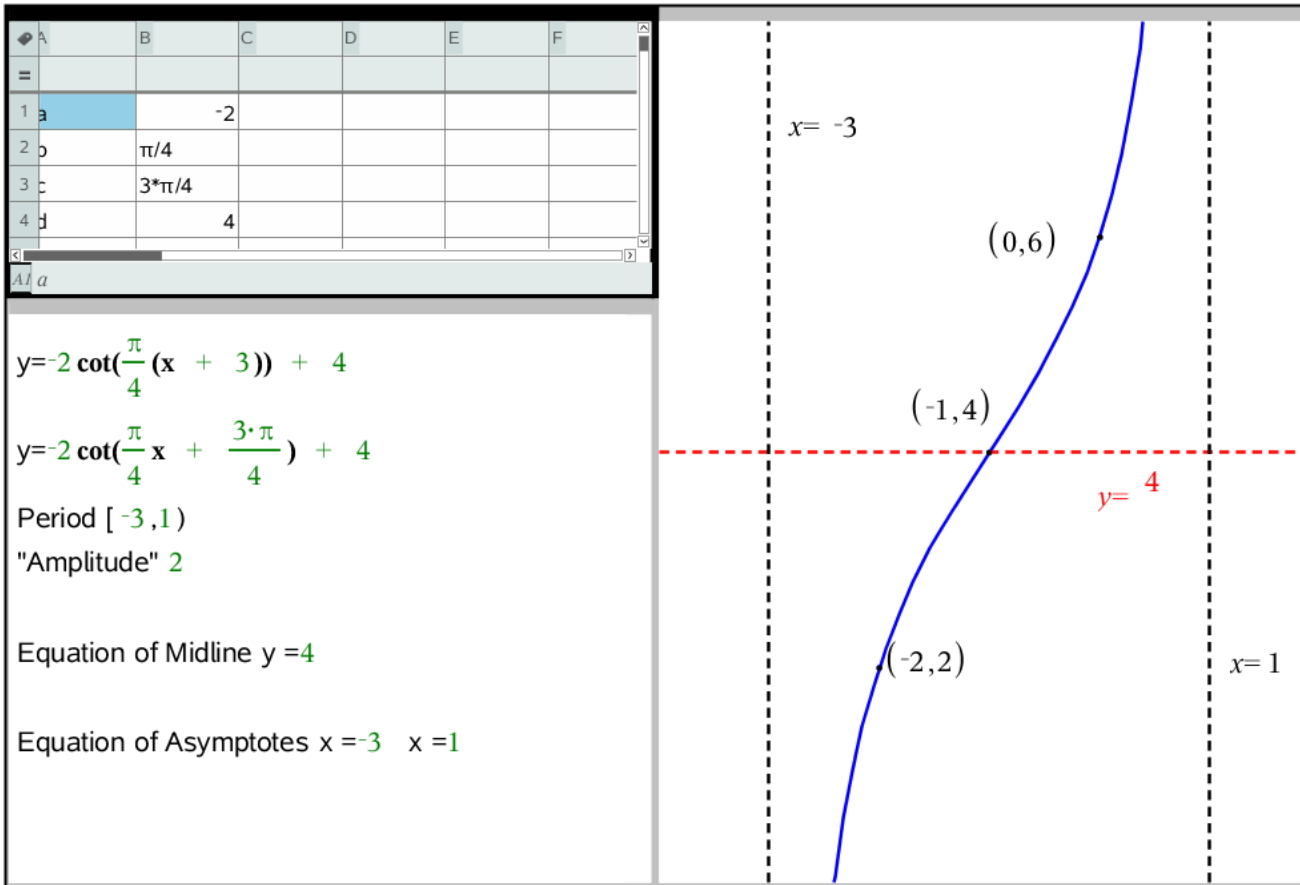 A B C D E F
=
1 a -2
2 b π/4
3 c 3*π/4
4 d 4
A1 a
y=-2 cot(π/4 (x + 3)) + 4
y=-2 cot(π/4 x + 3·π/4) + 4
Period [ -3 ,1 )
"Amplitude" 2
Equation of Midline y =4
Equation of Asymptotes x =-3 x =1
x= -3
(0,6)
(-1,4)
y= 4
(-2,2)
x= 1